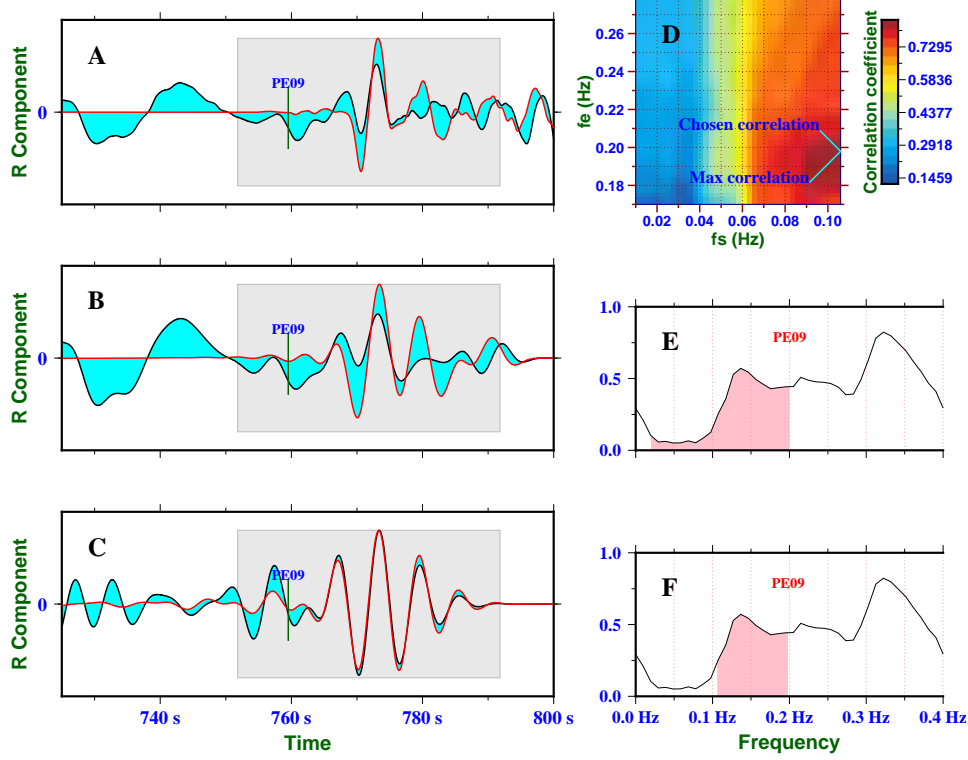 A
R Component
0
PE09
B
R Component
0
PE09
C
R Component
0
PE09
740 s
760 s
780 s
800 s
Time
D
fe (Hz)
0.26
0.24
0.22
0.20
0.18
Chosen correlation
Max correlation
0.02
0.04
0.06
0.08
0.10
fs (Hz)
Correlation coefficient
0.7295
0.5836
0.4377
0.2918
0.1459
E
PE09
1.0
0.5
0.0
F
PE09
1.0
0.5
0.0
0.0 Hz
0.1 Hz
0.2 Hz
0.3 Hz
0.4 Hz
Frequency